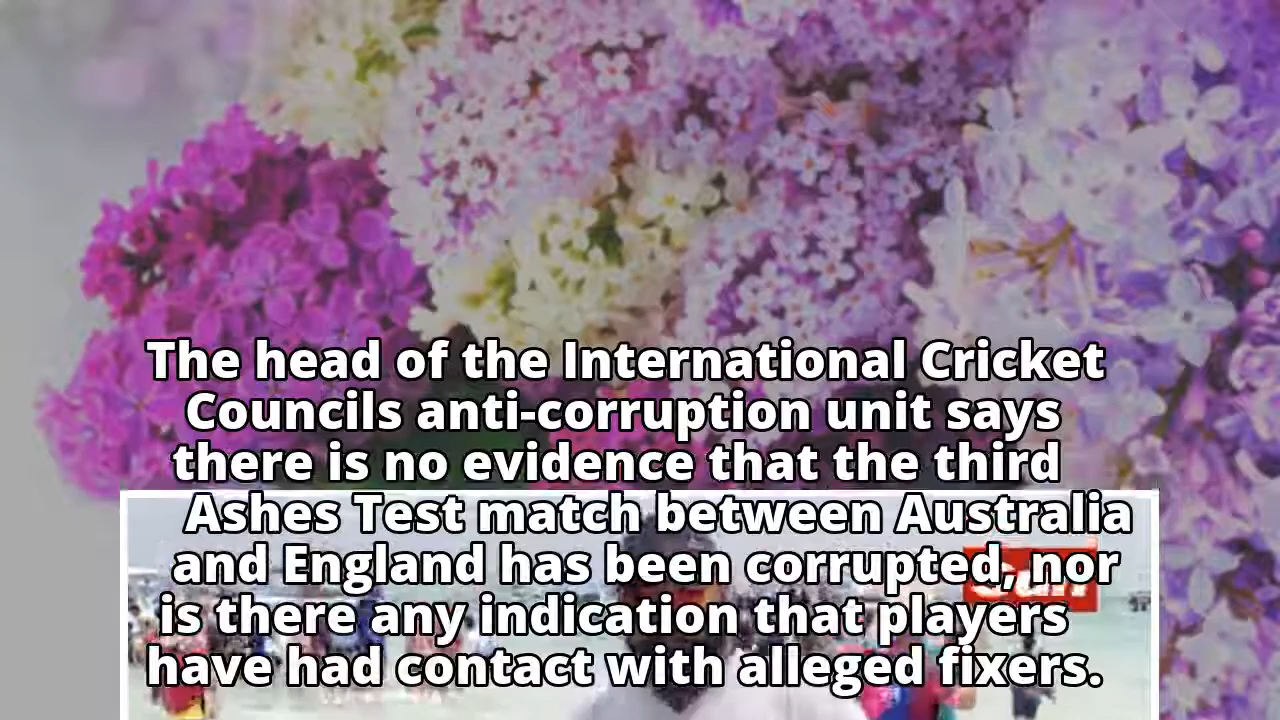 The head of the International Cricket
Councils anti-corruption unit says
there is no evidence that the third
Ashes Test match between Australia
and England has been corrupted, nor
is there any indication that players
have had contact with alleged fixers.
Sun